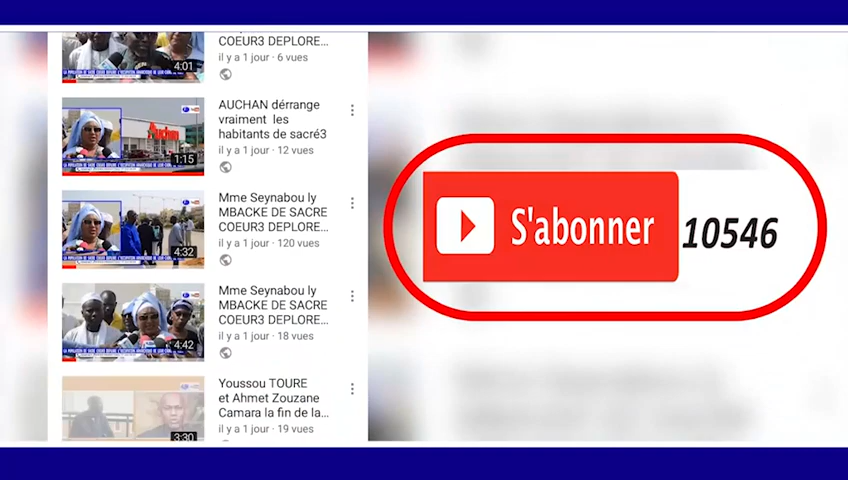 COEUR3 DEPLORE...
il y a 1 jour · 6 vues
4:01
AUCHAN dérrange
vraiment les
habitants de sacré3
il y a 1 jour · 12 vues
Auchan
1:15
Mme Seynabou ly
MBACKE DE SACRE
COEUR3 DEPLORE...
il y a 1 jour · 120 vues
4:32
Mme Seynabou ly
MBACKE DE SACRE
COEUR3 DEPLORE...
il y a 1 jour · 18 vues
4:42
Youssou TOURE
et Ahmet Zouzane
Camara la fin de la...
il y a 1 jour · 19 vues
3:30
S'abonner
10546